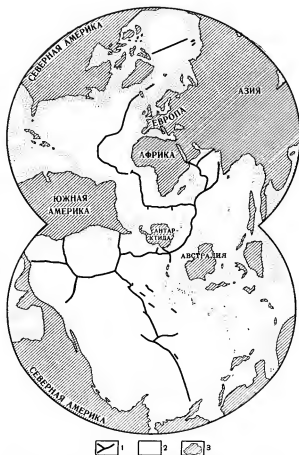 СЕВЕРНАЯ АМЕРИКА
АЗИЯ
ЕВРОПА
АФРИКА
ЮЖНАЯ
АМЕРИКА
АНТАР-
КТИДА
АВСТРАЛИЯ
СЕВЕРНАЯ
АМЕРИКА
1 2 3